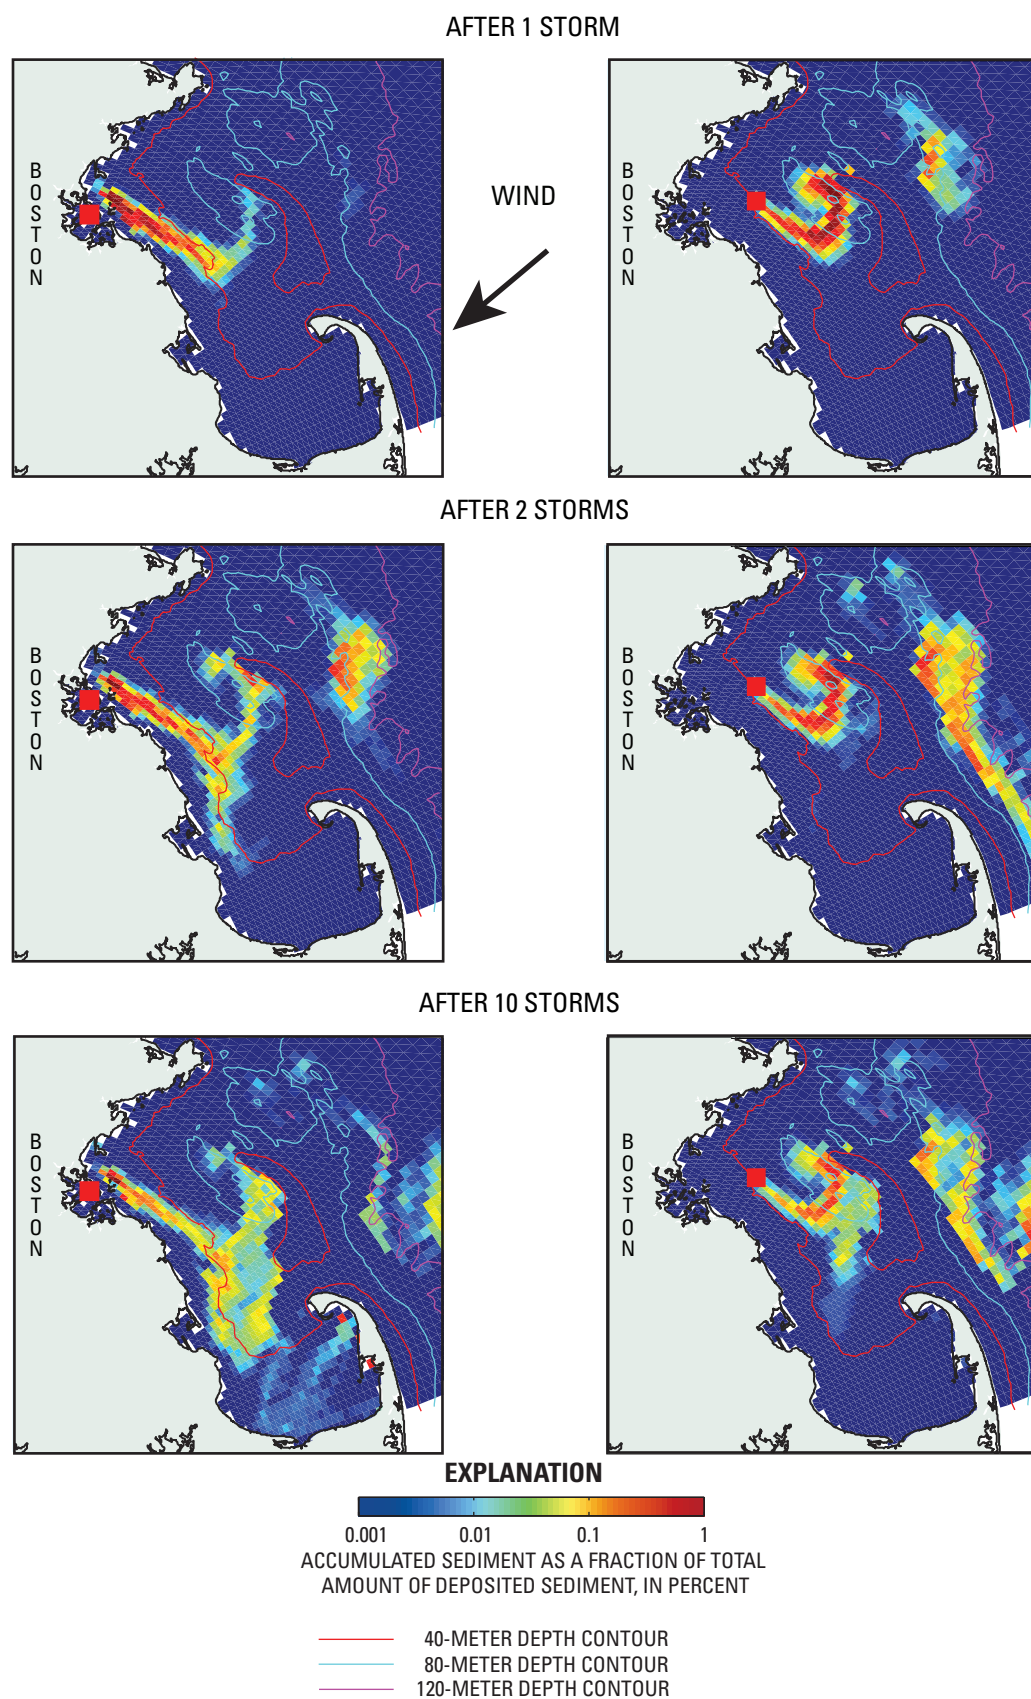 AFTER 1 STORM
BOSTON
WIND
BOSTON
AFTER 2 STORMS
BOSTON
BOSTON
AFTER 10 STORMS
BOSTON
BOSTON
EXPLANATION
0.001 0.01 0.1 1
ACCUMULATED SEDIMENT AS A FRACTION OF TOTAL
AMOUNT OF DEPOSITED SEDIMENT, IN PERCENT
40-METER DEPTH CONTOUR
80-METER DEPTH CONTOUR
120-METER DEPTH CONTOUR